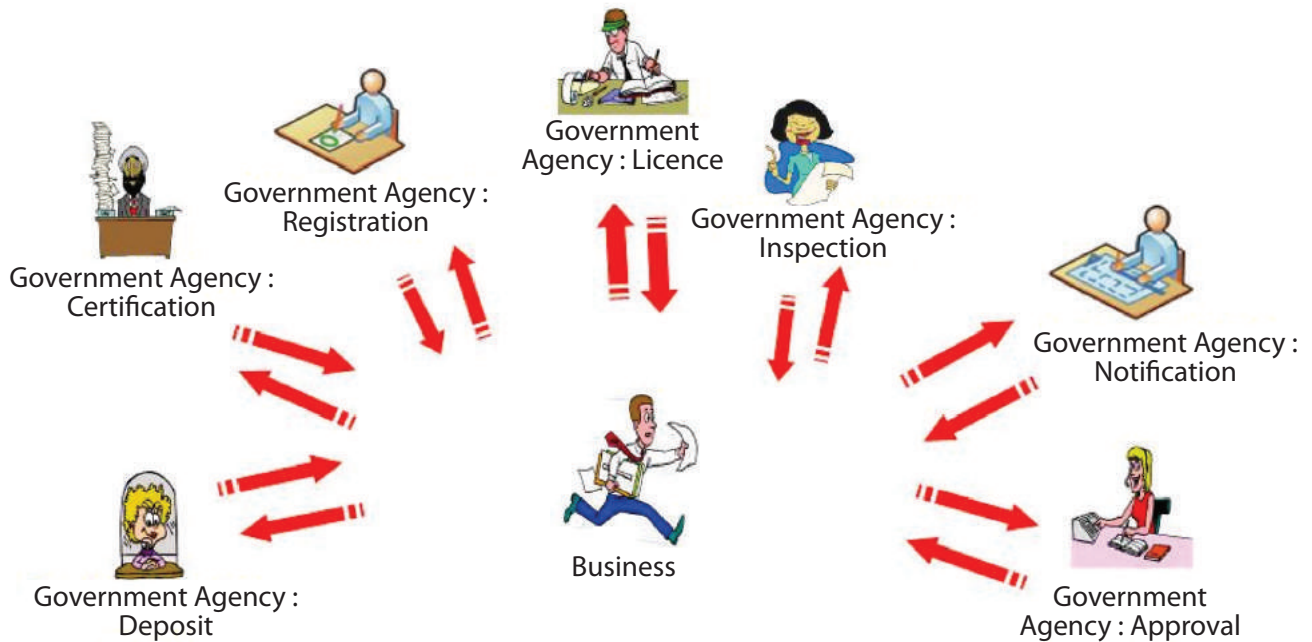 Government
Agency : Licence
Government Agency :
Registration
Government Agency :
Inspection
Government Agency :
Certification
Government Agency :
Notification
Business
Government Agency :
Deposit
Government
Agency : Approval